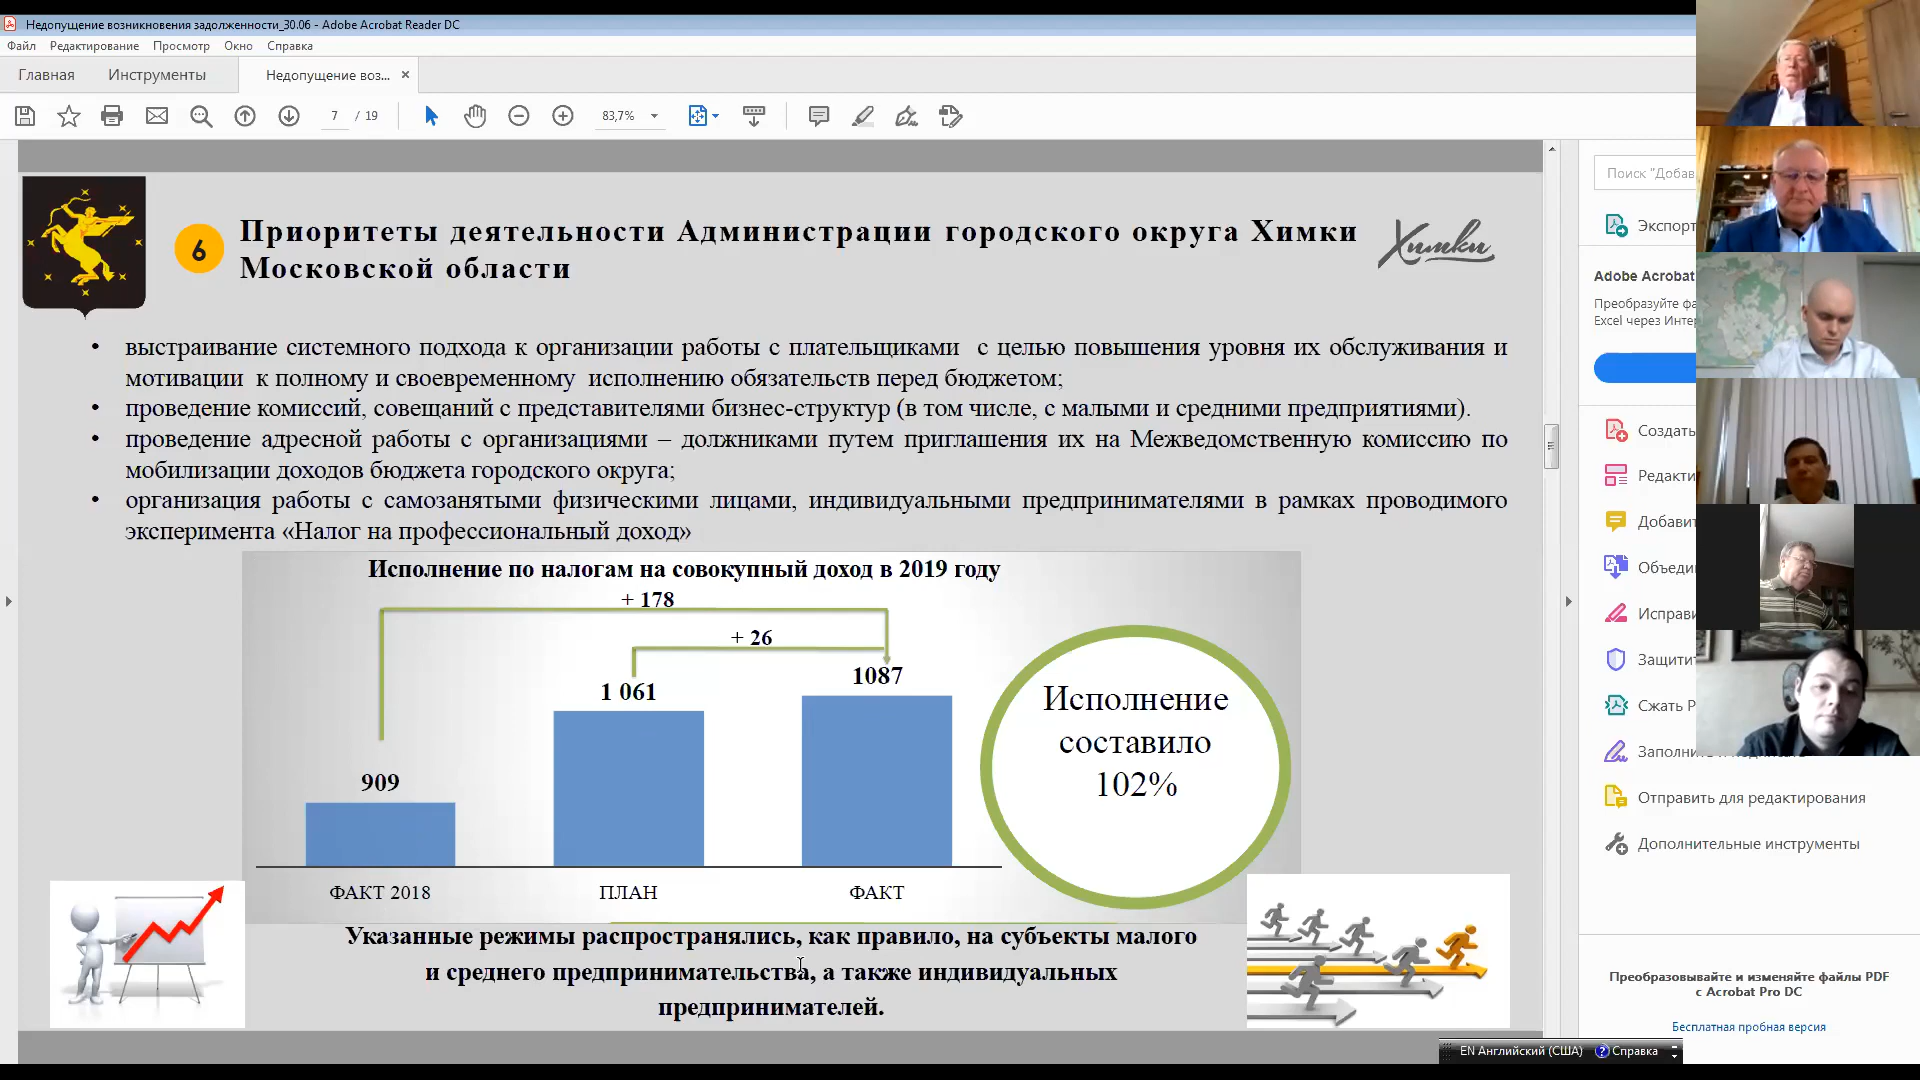 Недопущение возникновения задолженности_30.06 - Adobe Acrobat Reader DC
Файл Редактирование Просмотр Окно Справка
Главная Инструменты Недопущение воз... ×
7 / 19 83,7%
6
Приоритеты деятельности Администрации городского округа Химки
Московской области
Химки
• выстраивание системного подхода к организации работы с плательщиками с целью повышения уровня их обслуживания и
мотивации к полному и своевременному исполнению обязательств перед бюджетом;
• проведение комиссий, совещаний с представителями бизнес-структур (в том числе, с малыми и средними предприятиями).
• проведение адресной работы с организациями – должниками путем приглашения их на Межведомственную комиссию по
мобилизации доходов бюджета городского округа;
• организация работы с самозанятыми физическими лицами, индивидуальными предпринимателями в рамках проводимого
эксперимента «Налог на профессиональный доход»
Исполнение по налогам на совокупный доход в 2019 году
+ 178
+ 26
1087
1 061
909
ФАКТ 2018 ПЛАН ФАКТ
Исполнение
составило
102%
Указанные режимы распространялись, как правило, на субъекты малого
и среднего предпринимательства, а также индивидуальных
предпринимателей.
Поиск "Добав
Экспорт
Adobe Acrobat
Преобразуйте фа
Excel через Инте
Создать
Редакти
Добавит
Объеди
Исправи
Защитит
Сжать P
Заполни
Отправить для редактирования
Дополнительные инструменты
Преобразовывайте и изменяйте файлы PDF
с Acrobat Pro DC
Бесплатная пробная версия
EN Английский (США) Справка